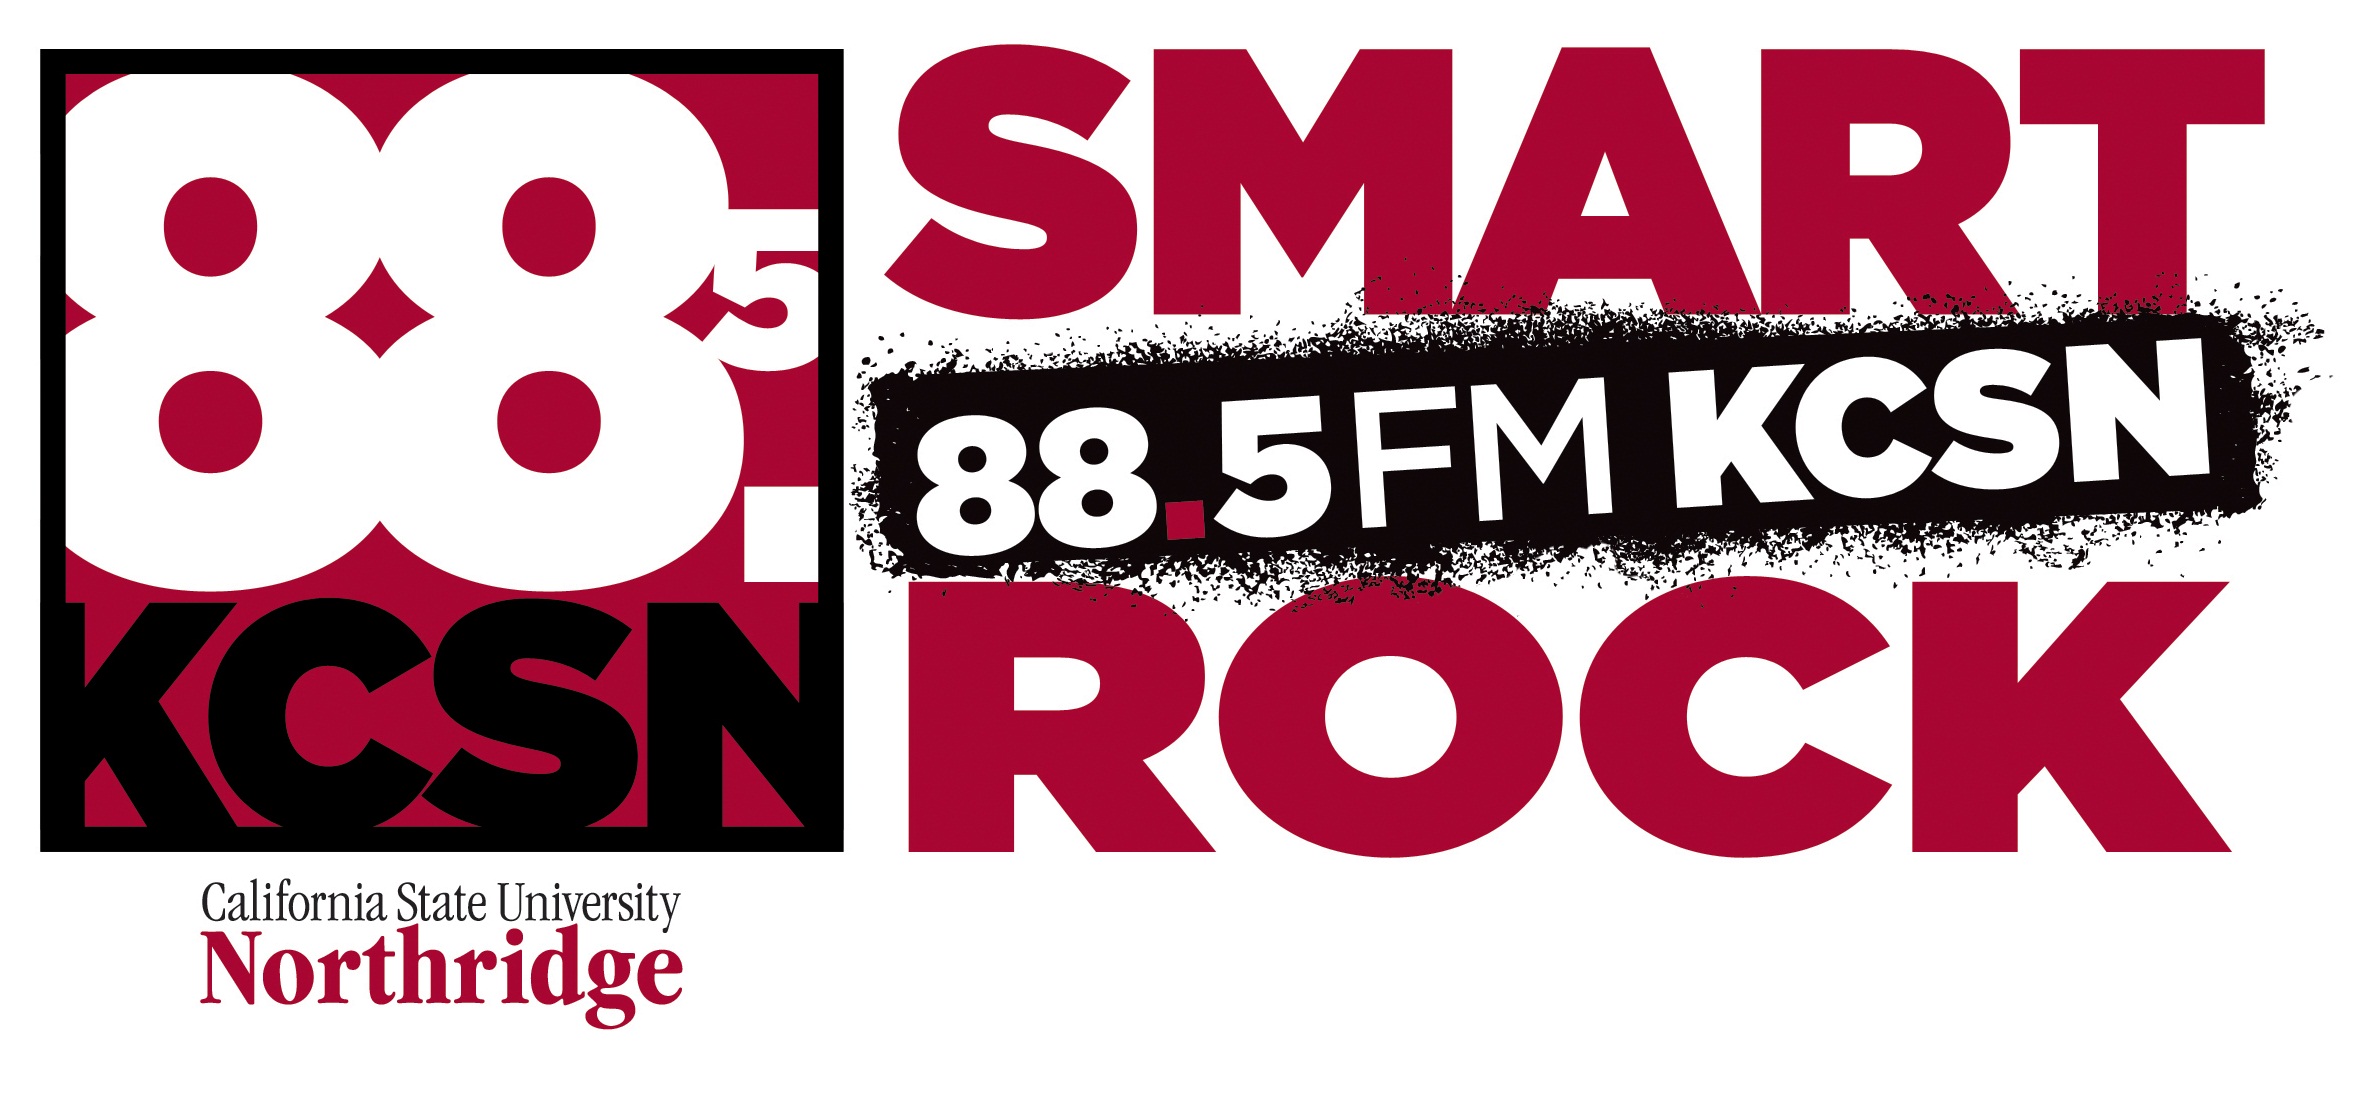 88.5
KCSN
California State University
Northridge
SMART
88.5FM KCSN
ROCK